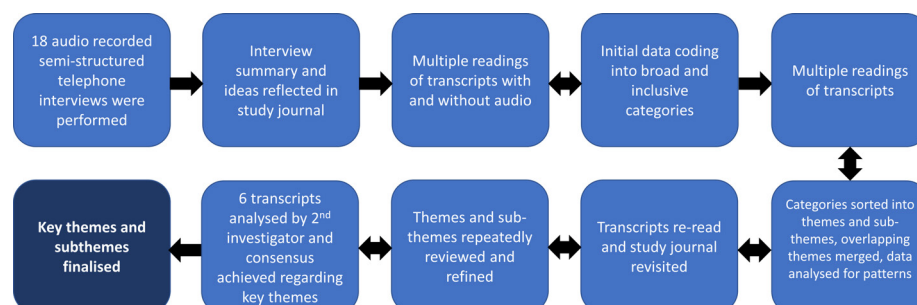 18 audio recorded
semi-structured
telephone
interviews were
performed
Interview
summary and
ideas reflected in
study journal
Multiple readings
of transcripts with
and without audio
Initial data coding
into broad and
inclusive
categories
Multiple readings
of transcripts
Categories sorted into
themes and sub-
themes, overlapping
themes merged, data
analysed for patterns
Transcripts re-read
and study journal
revisited
Themes and sub-
themes repeatedly
reviewed and
refined
6 transcripts
analysed by 2nd
investigator and
consensus
achieved regarding
key themes
Key themes and
subthemes
finalised